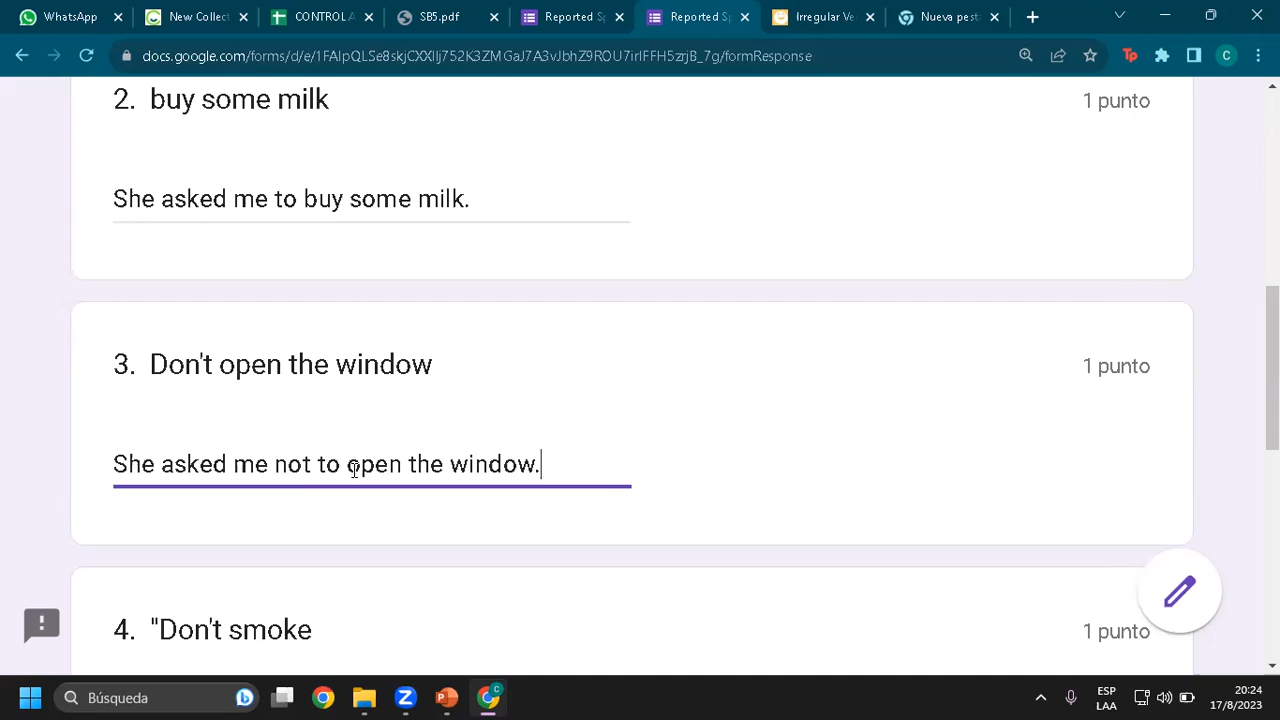 WhatsApp
New Collect
CONTROL A
SB5.pdf
Reported Sp
Reported Sp
Irregular Ve
Nueva pest
docs.google.com/forms/d/e/1FAIpQLSe8skjCXXIIj752K3ZMGaJ7A3vJbhZ9ROU7irIFFH5zrjB_7g/formResponse
2. buy some milk
1 punto
She asked me to buy some milk.
3. Don't open the window
1 punto
She asked me not to open the window.
4. "Don't smoke
1 punto
Búsqueda
ESP
LAA
20:24
17/8/2023